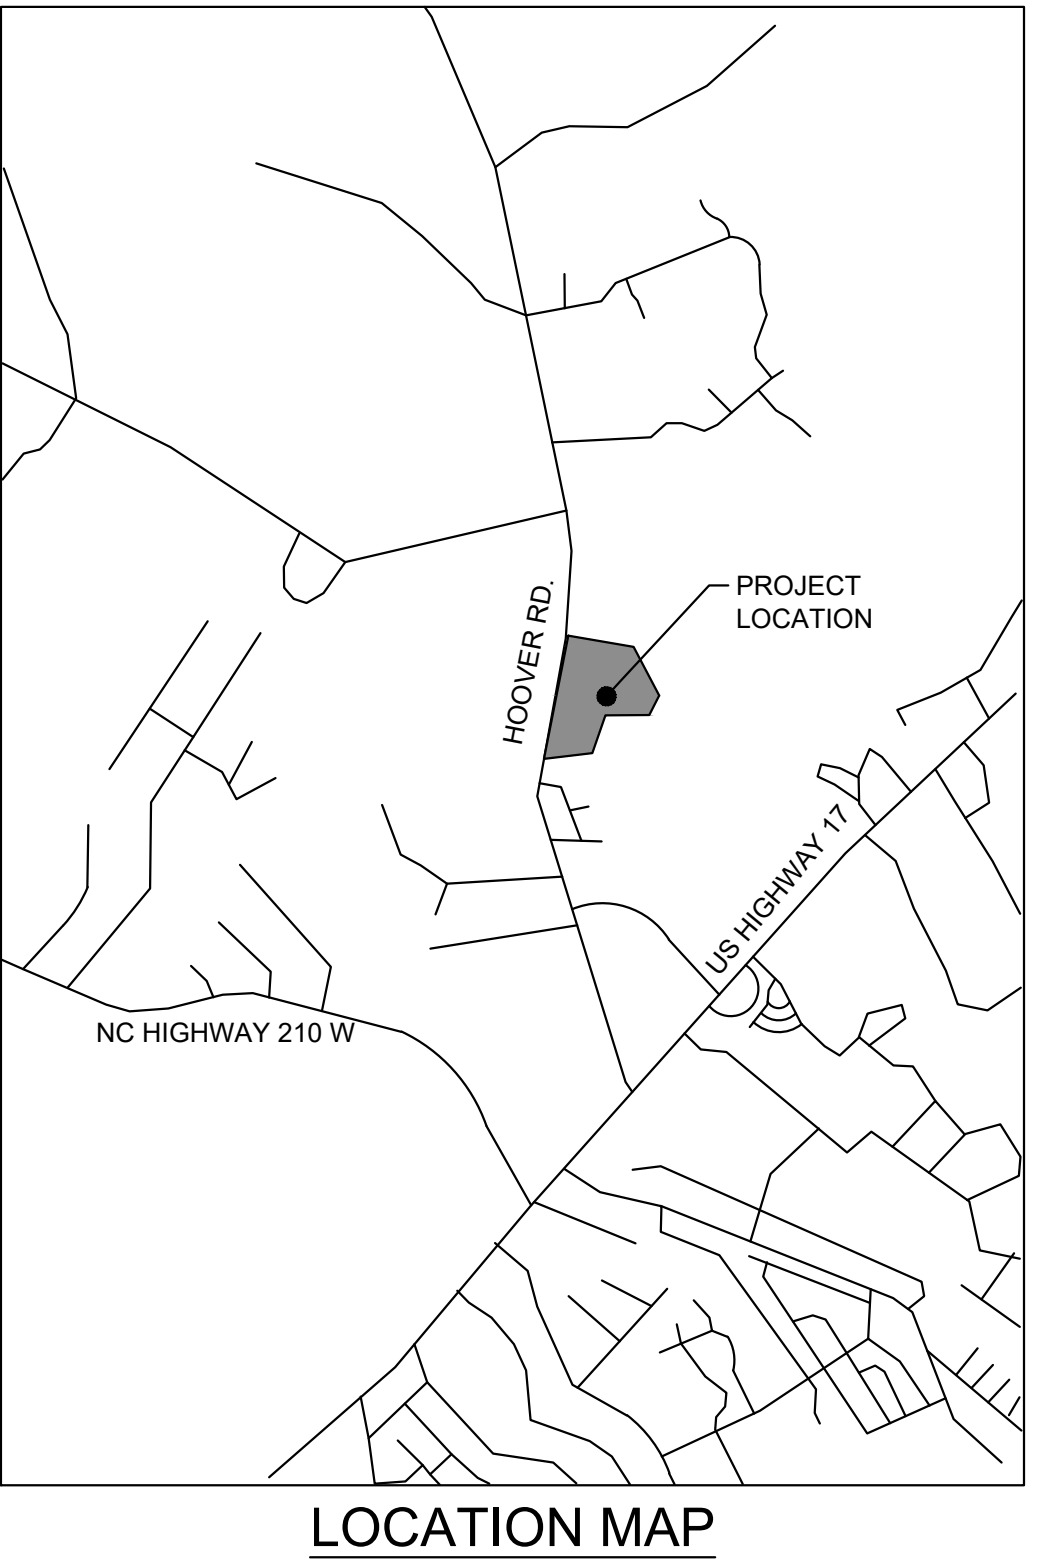 PROJECT
LOCATION
HOOVER RD.
US HIGHWAY 17
NC HIGHWAY 210 W
LOCATION MAP